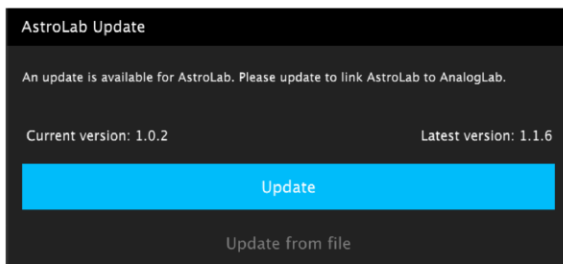 AstroLab Update
An update is available for AstroLab. Please update to link AstroLab to AnalogLab.
Current version: 1.0.2 Latest version: 1.1.6
Update
Update from file